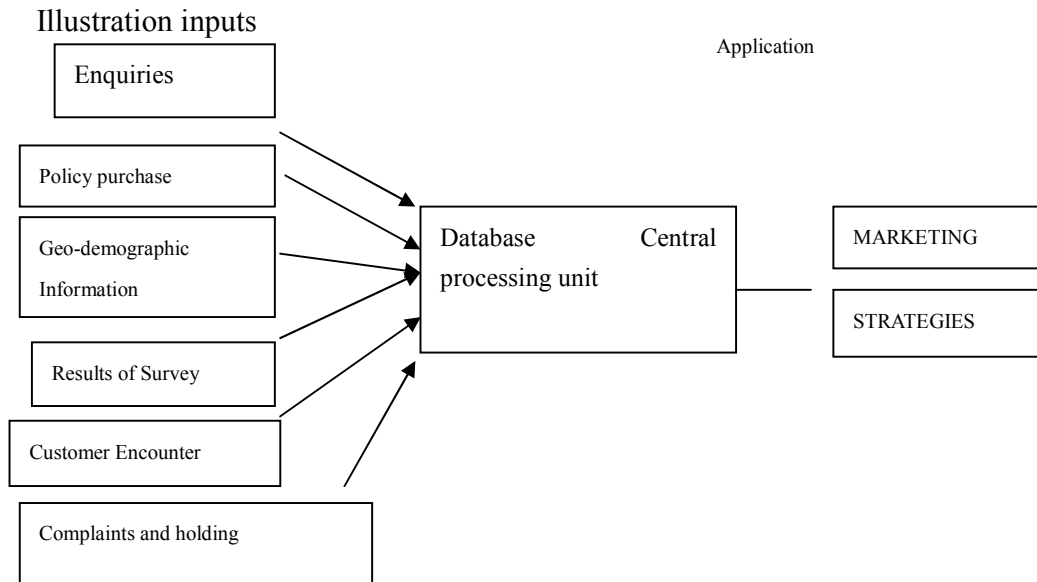 Illustration inputs
Application
Enquiries
Policy purchase
Geo-demographic
Information
Results of Survey
Customer Encounter
Complaints and holding
Database Central
processing unit
MARKETING
STRATEGIES